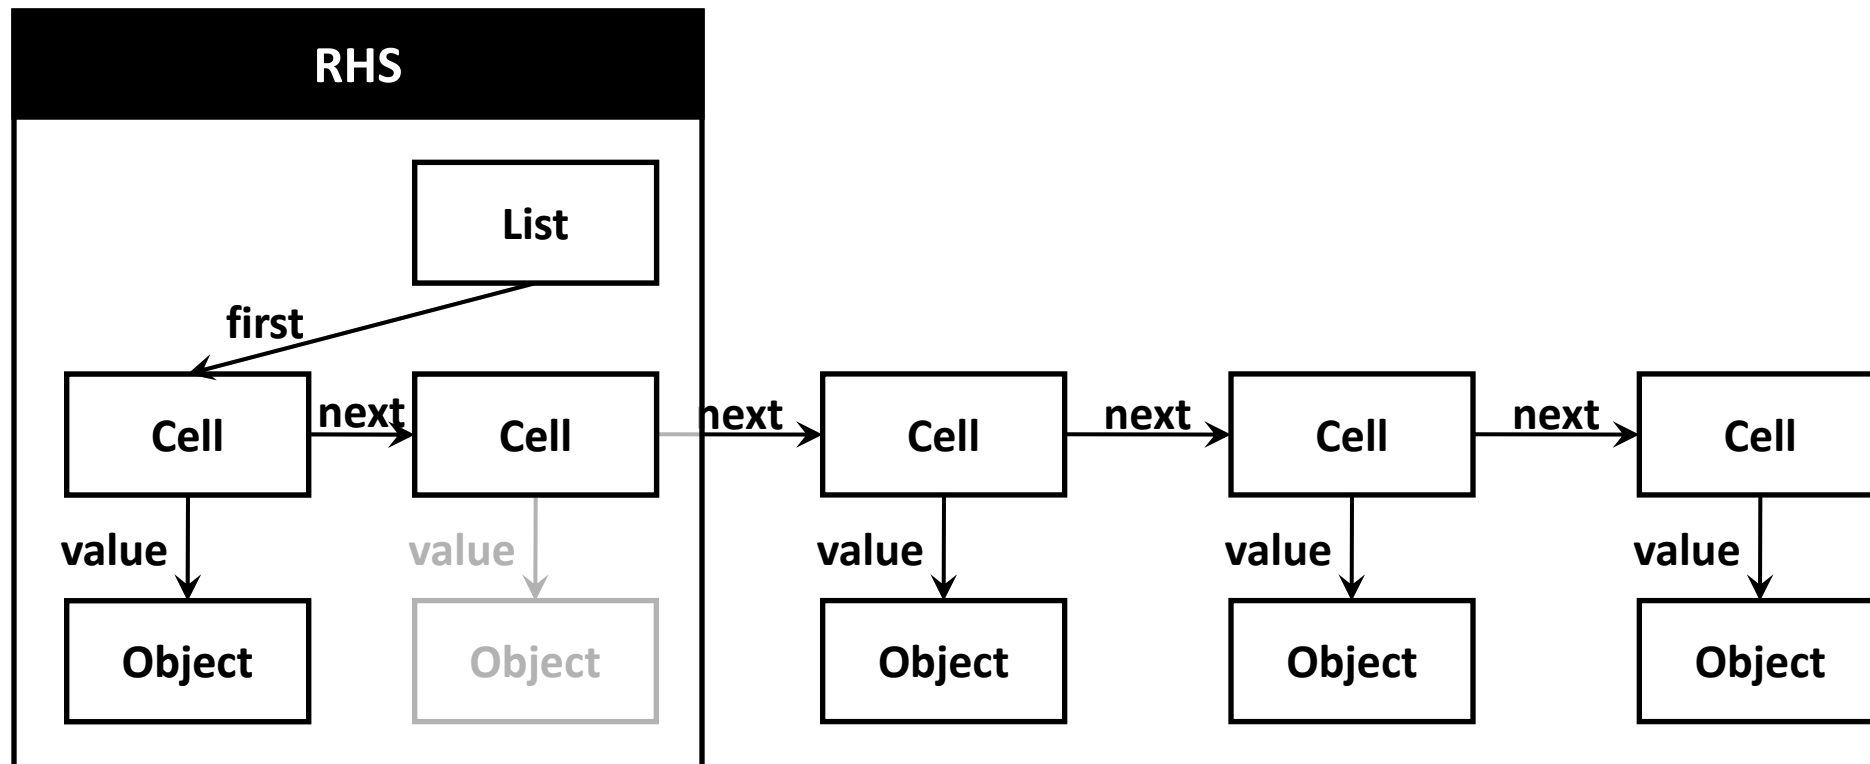 RHS
List
first
Cell
next
Cell
next
Cell
next
Cell
next
Cell
value
value
value
value
value
Object
Object
Object
Object
Object